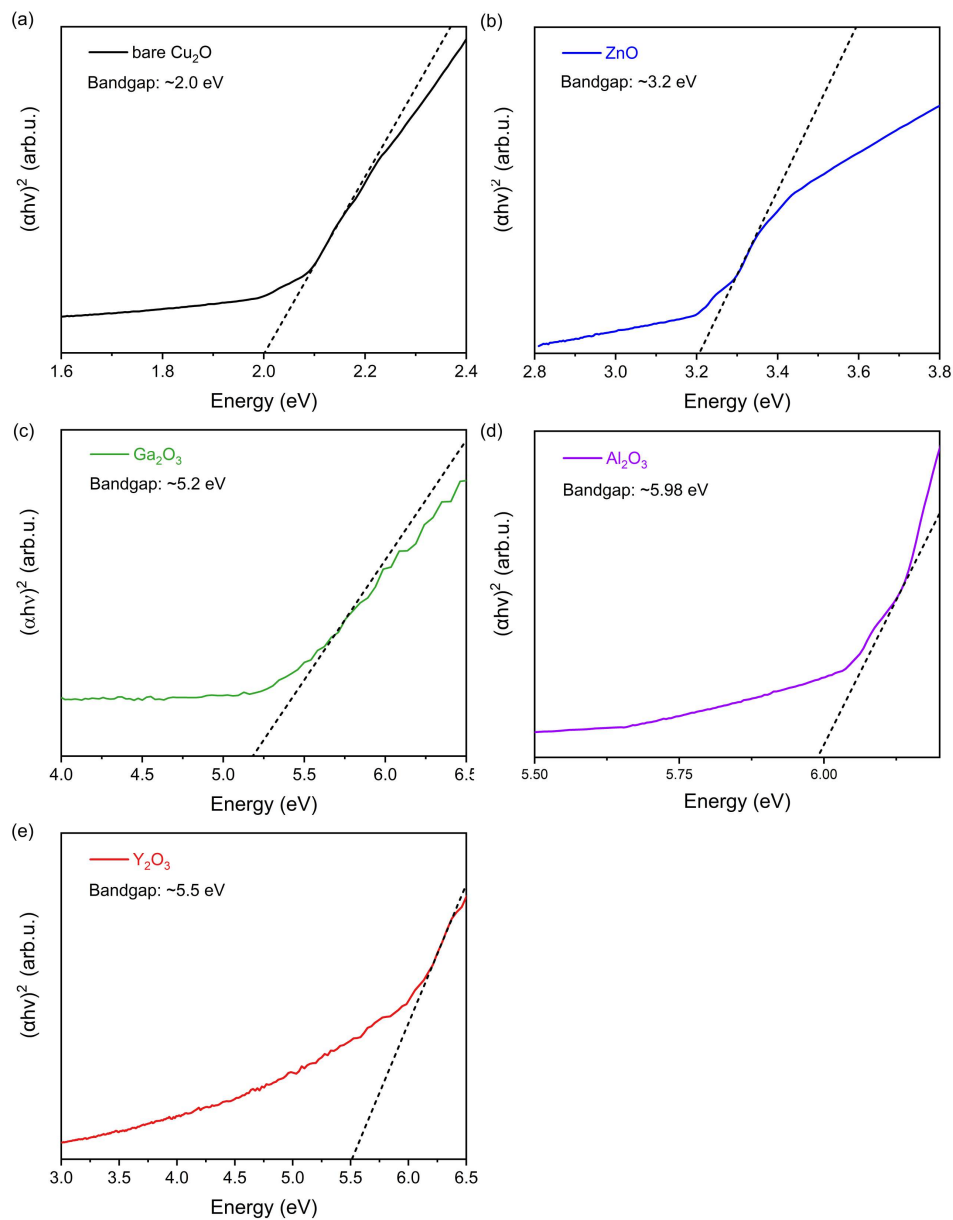 (a)
bare Cu₂O
Bandgap: ~2.0 eV
(αhν)² (arb.u.)
1.6 1.8 2.0 2.2 2.4
Energy (eV)
(b)
ZnO
Bandgap: ~3.2 eV
(αhν)² (arb.u.)
2.8 3.0 3.2 3.4 3.6 3.8
Energy (eV)
(c)
Ga₂O₃
Bandgap: ~5.2 eV
(αhν)² (arb.u.)
4.0 4.5 5.0 5.5 6.0 6.5
Energy (eV)
(d)
Al₂O₃
Bandgap: ~5.98 eV
(αhν)² (arb.u.)
5.50 5.75 6.00
Energy (eV)
(e)
Y₂O₃
Bandgap: ~5.5 eV
(αhν)² (arb.u.)
3.0 3.5 4.0 4.5 5.0 5.5 6.0 6.5
Energy (eV)